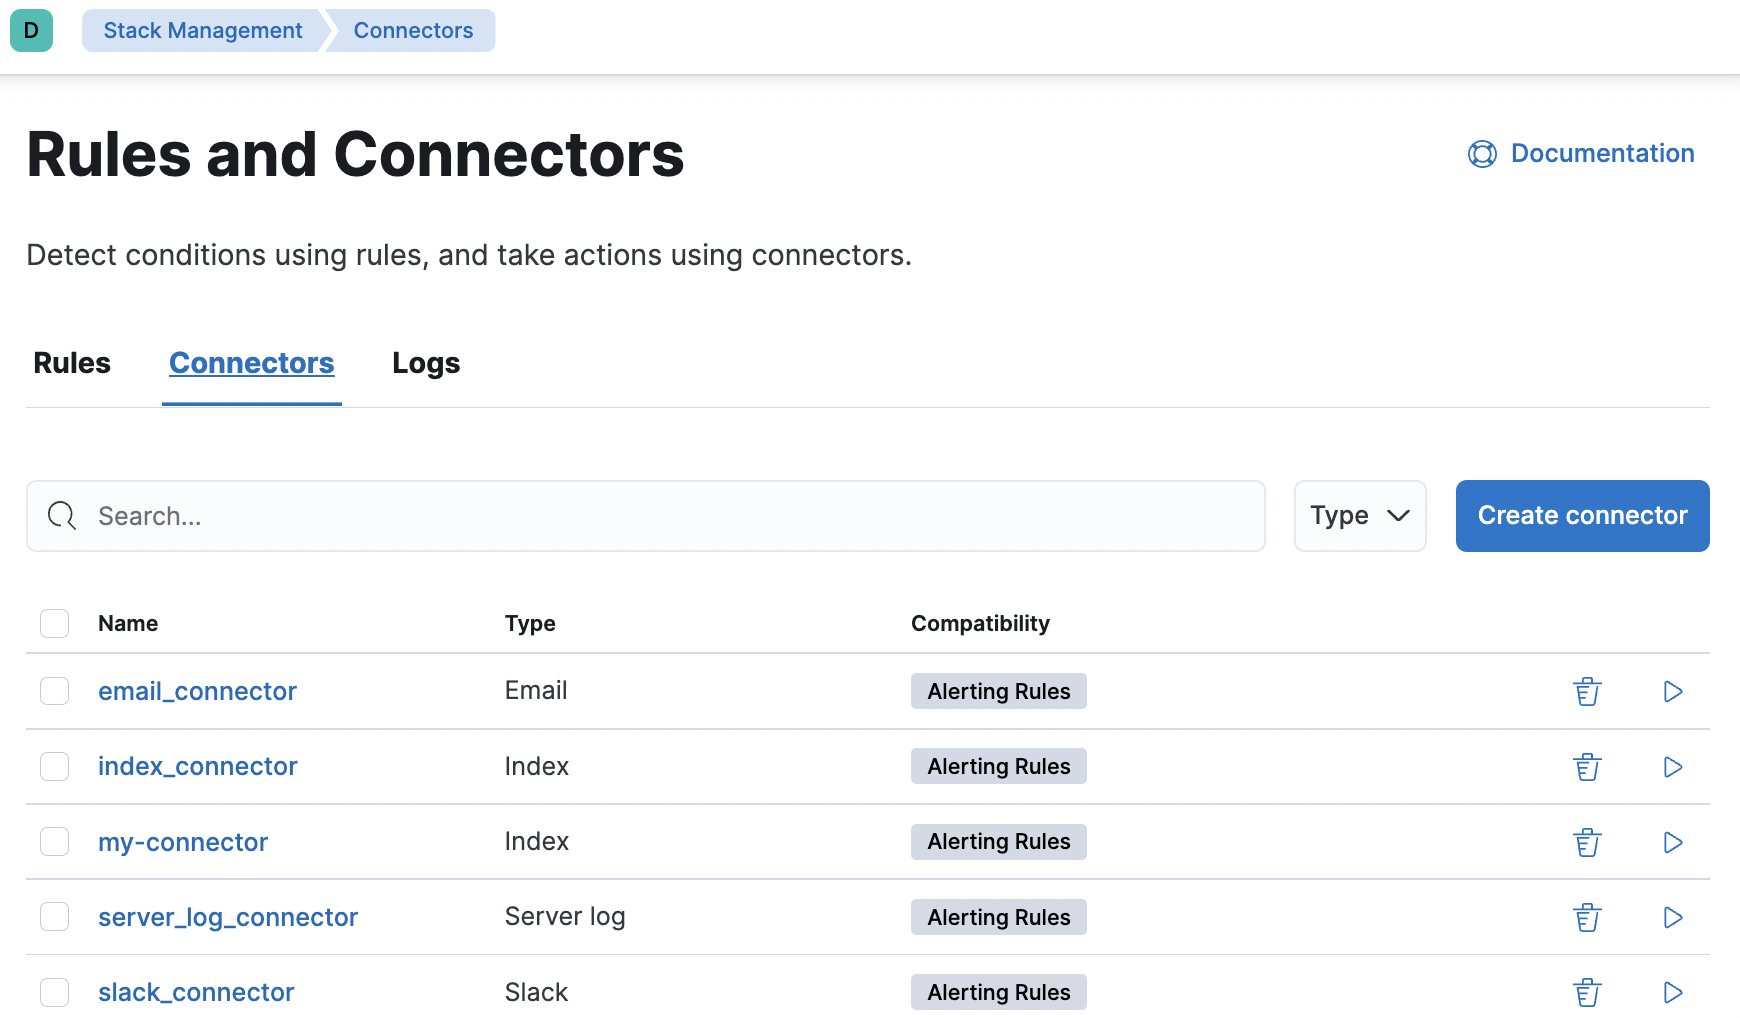 D Stack Management Connectors
Rules and Connectors
Documentation
Detect conditions using rules, and take actions using connectors.
Rules Connectors Logs
Search... Type Create connector
Name Type Compatibility
email_connector Email Alerting Rules
index_connector Index Alerting Rules
my-connector Index Alerting Rules
server_log_connector Server log Alerting Rules
slack_connector Slack Alerting Rules